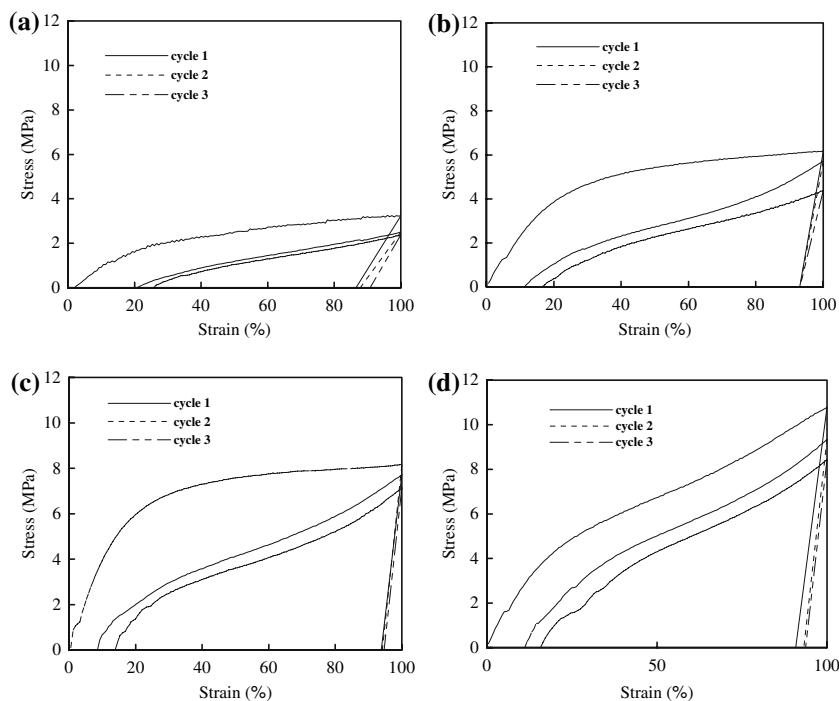 (a)
12
10
8
6
4
2
0
Stress (MPa)
cycle 1
cycle 2
cycle 3
0 20 40 60 80 100
Strain (%)
(b)
12
10
8
6
4
2
0
Stress (MPa)
cycle 1
cycle 2
cycle 3
0 20 40 60 80 100
Strain (%)
(c)
12
10
8
6
4
2
0
Stress (MPa)
cycle 1
cycle 2
cycle 3
0 20 40 60 80 100
Strain (%)
(d)
12
10
8
6
4
2
0
Stress (MPa)
cycle 1
cycle 2
cycle 3
0 50 100
Strain (%)